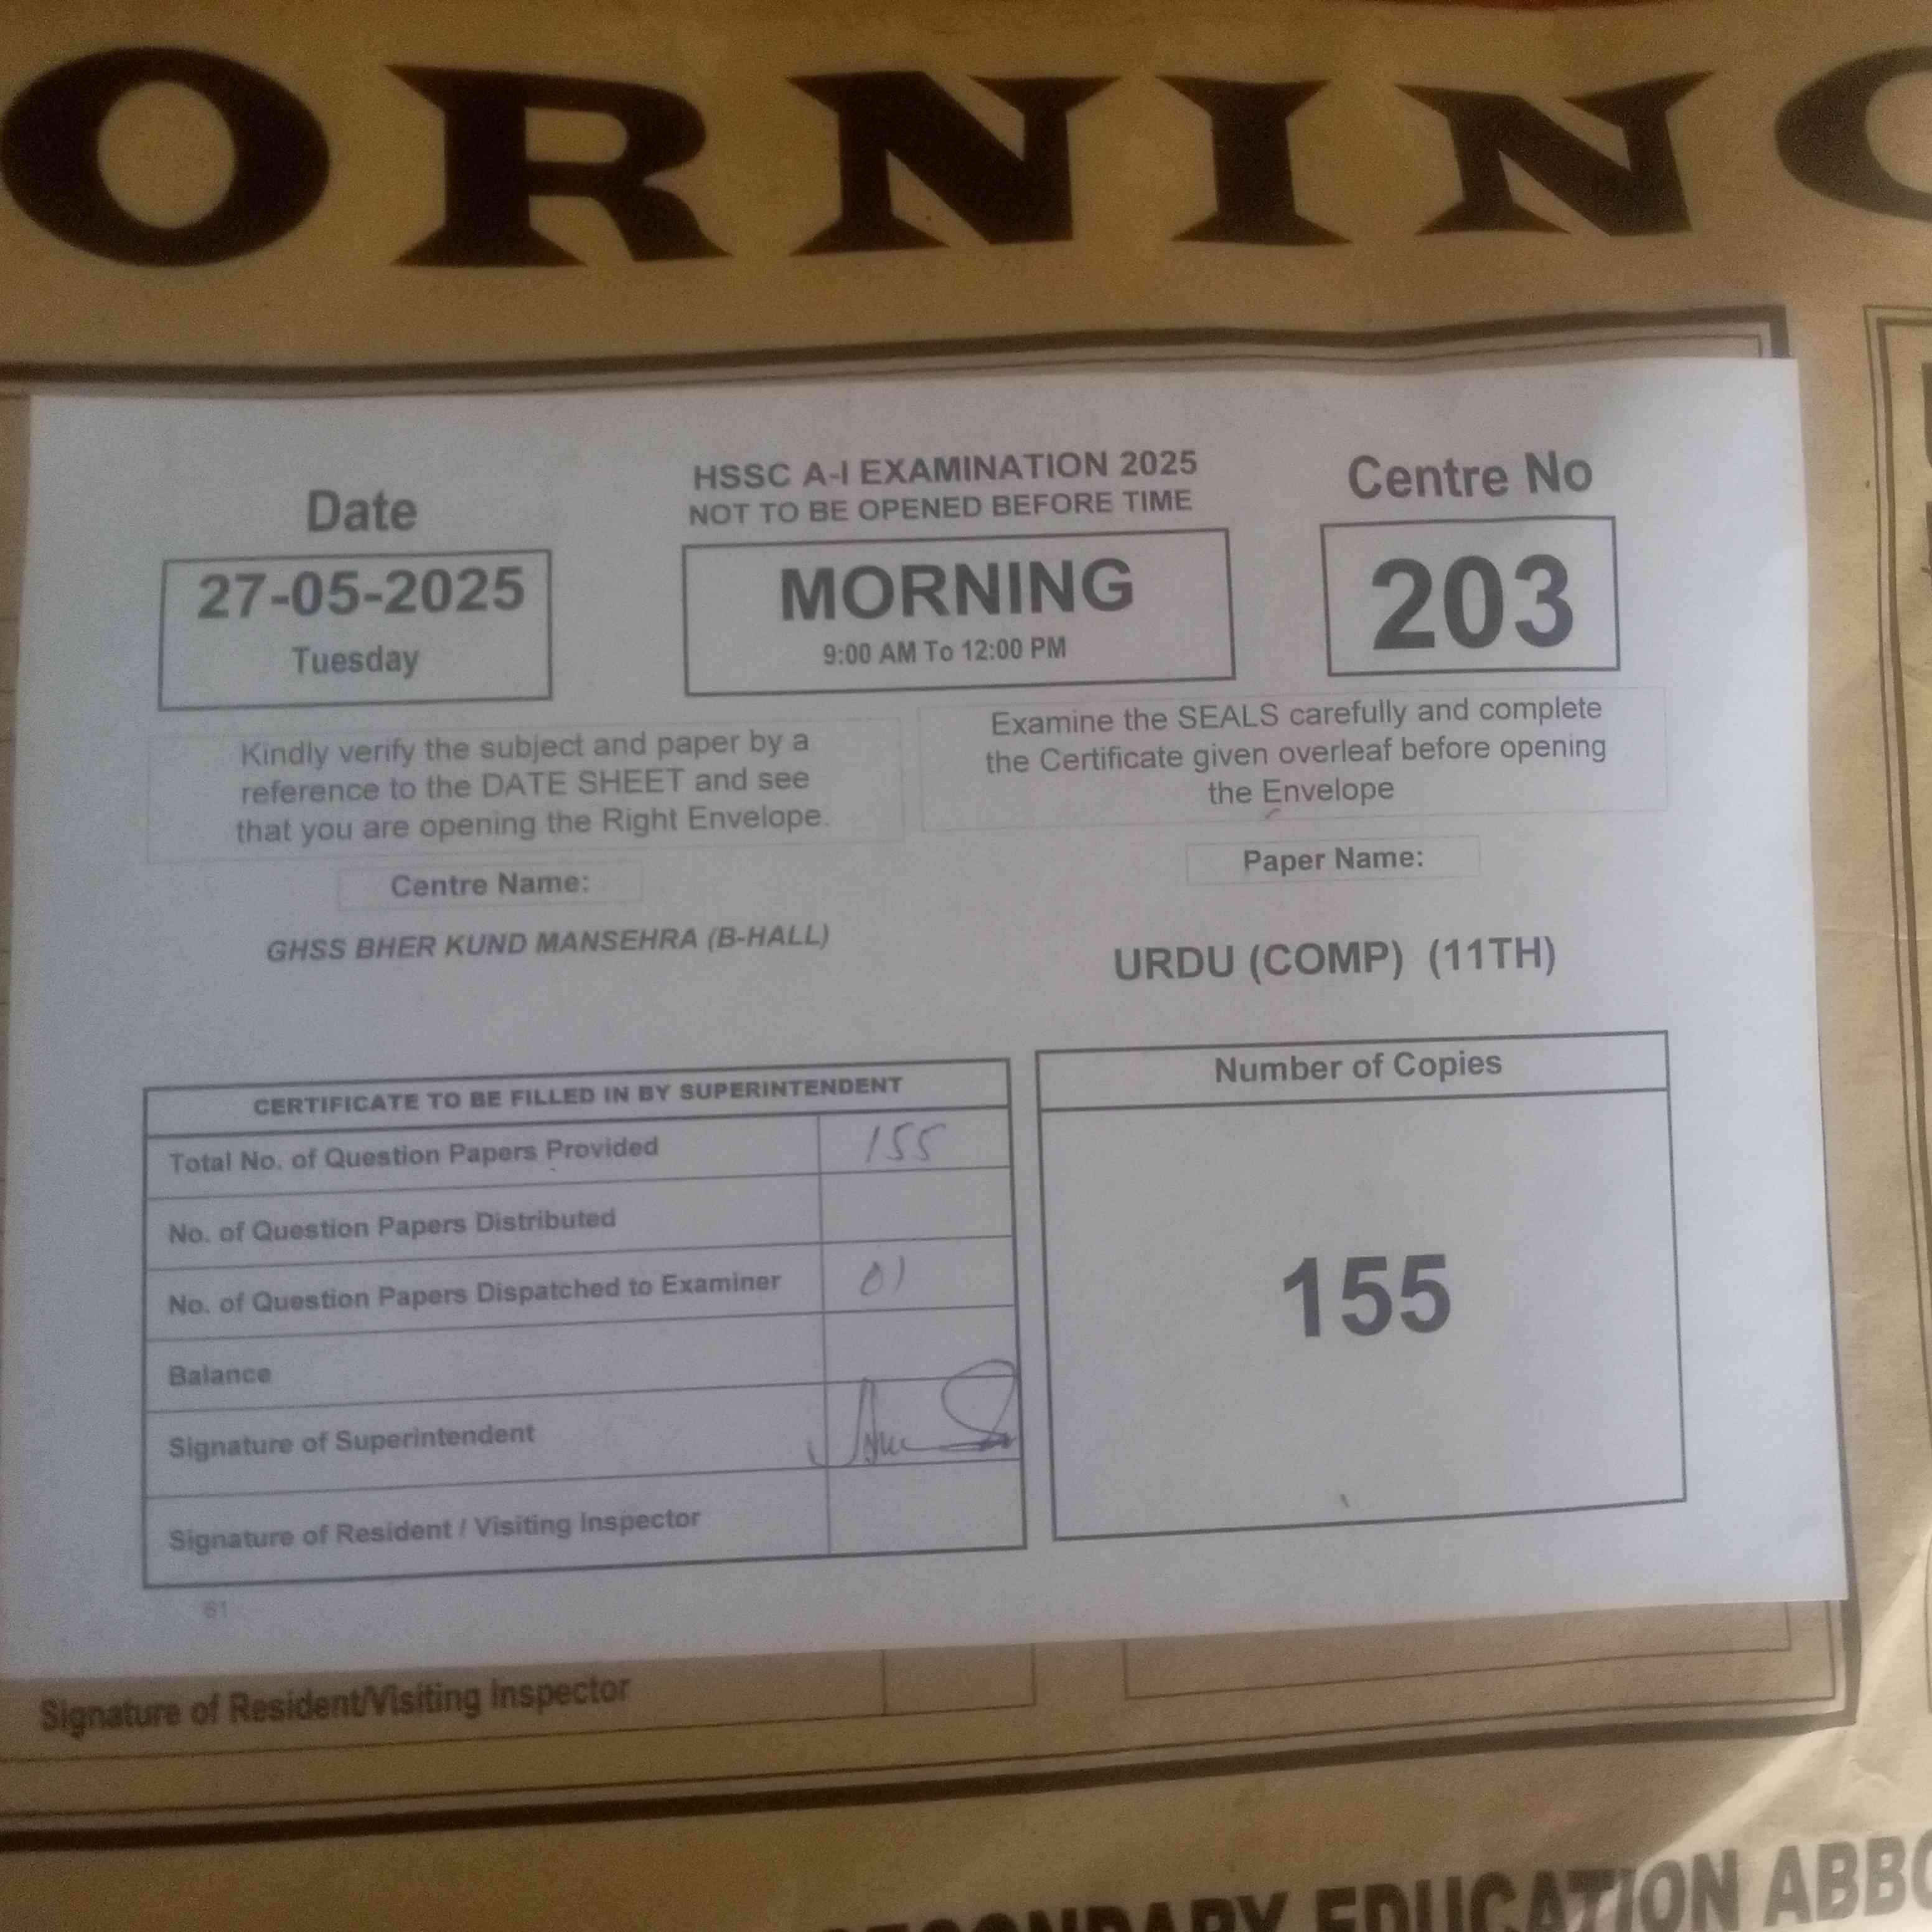 ORNING
Date
HSSC A-I EXAMINATION 2025
NOT TO BE OPENED BEFORE TIME
Centre No
27-05-2025
Tuesday
MORNING
9:00 AM To 12:00 PM
203
Kindly verify the subject and paper by a
reference to the DATE SHEET and see
that you are opening the Right Envelope.
Examine the SEALS carefully and complete
the Certificate given overleaf before opening
the Envelope
Centre Name:
Paper Name:
GHSS BHER KUND MANSEHRA (B-HALL)
URDU (COMP) (11TH)
CERTIFICATE TO BE FILLED IN BY SUPERINTENDENT
Total No. of Question Papers Provided 155
No. of Question Papers Distributed
No. of Question Papers Dispatched to Examiner 01
Balance
Signature of Superintendent
Signature of Resident / Visiting Inspector
Number of Copies
155
61
Signature of Resident/Visiting Inspector
SECONDARY EDUCATION ABBO